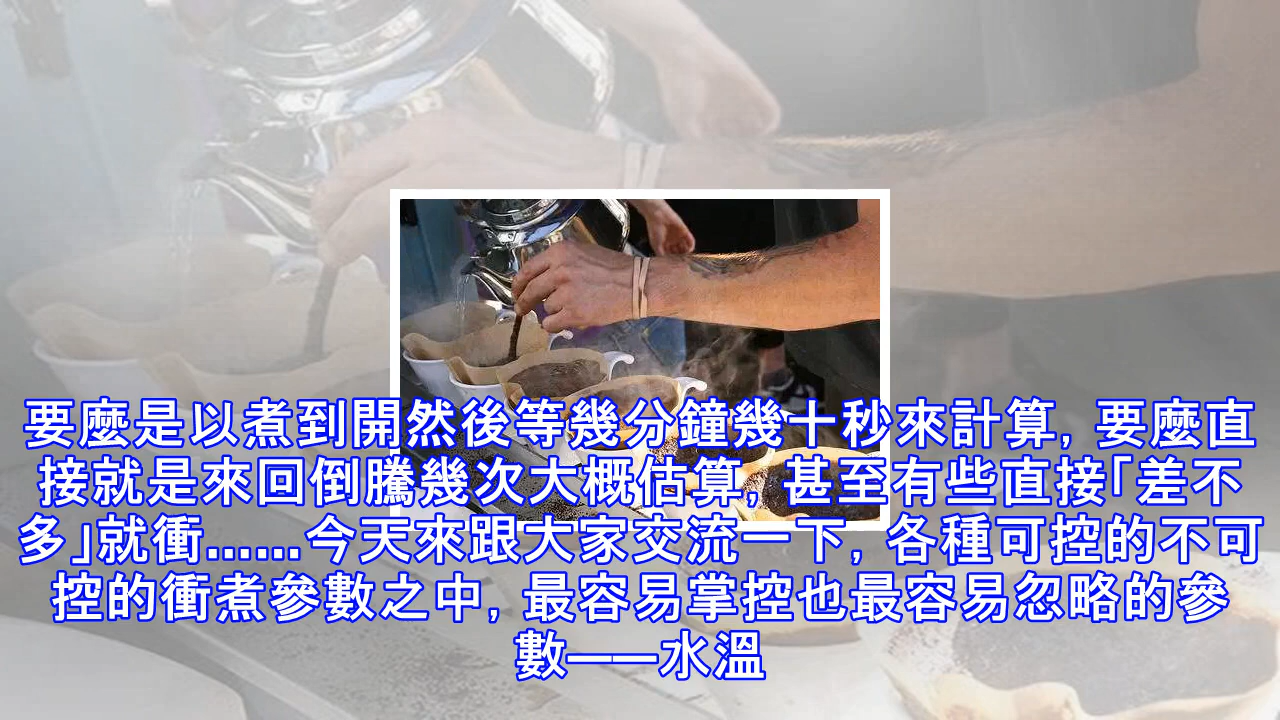 要麼是以煮到開然後等幾分鐘幾十秒來計算, 要麼直
接就是來回倒騰幾次大概估算, 甚至有些直接「差不
多」就衝......今天來跟大家交流一下, 各種可控的不可
控的衝煮參數之中, 最容易掌控也最容易忽略的參
數——水溫